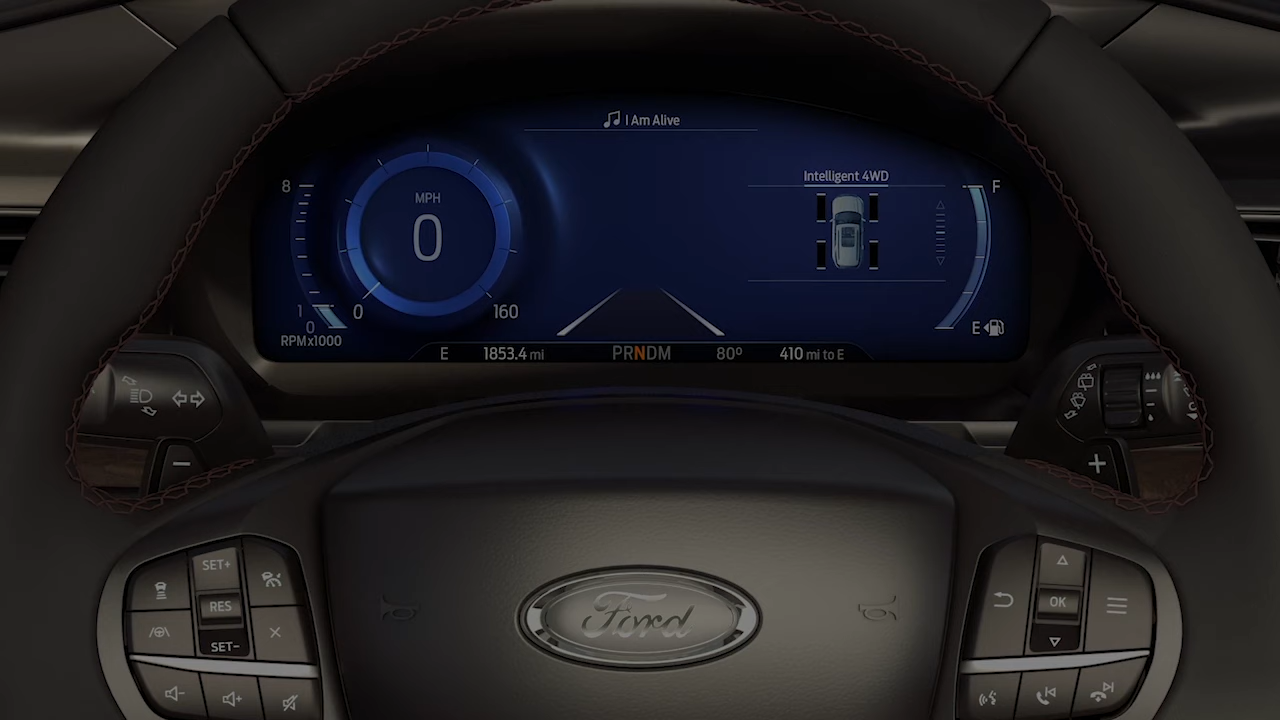 I Am Alive
Intelligent 4WD
8
MPH
0
F
1
0
0
160
E
RPMx1000
E
1853.4 mi
PRNDM
80º
410 mi to E
SET+
RES
SET-
OK
Ford